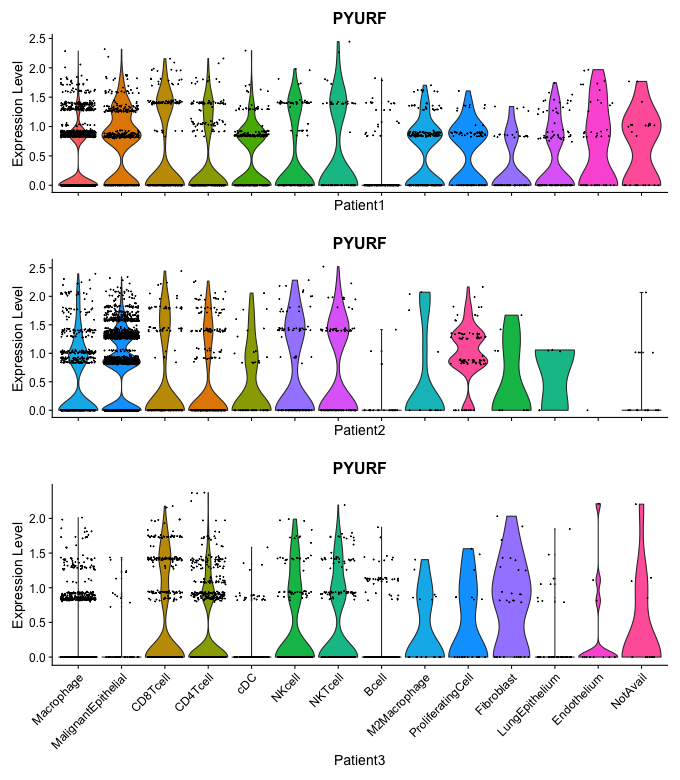 PYURF
Expression Level
2.5
2.0
1.5
1.0
0.5
0.0
Patient1
PYURF
Expression Level
2.5
2.0
1.5
1.0
0.5
0.0
Patient2
PYURF
Expression Level
2.0
1.5
1.0
0.5
0.0
Macrophage
MalignantEpithelial
CD8Tcell
CD4Tcell
cDC
NKcell
NKTcell
Bcell
M2Macrophage
ProliferatingCell
Fibroblast
LungEpithelium
Endothelium
NotAvail
Patient3